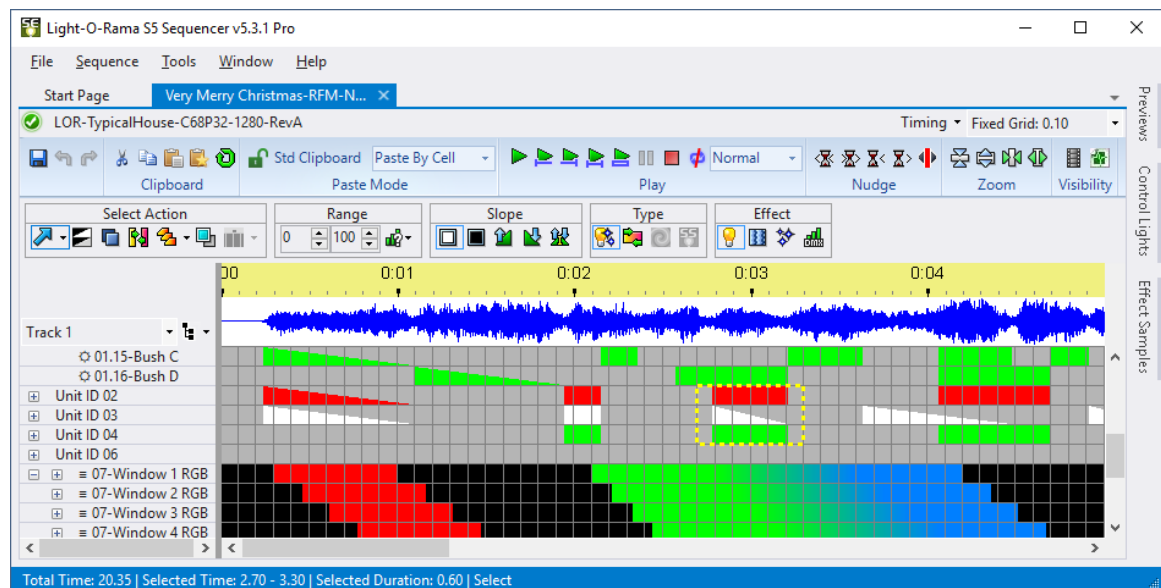 Light-O-Rama S5 Sequencer v5.3.1 Pro
File Sequence Tools Window Help
Start Page Very Merry Christmas-RFM-N...
LOR-TypicalHouse-C68P32-1280-RevA Timing Fixed Grid: 0.10
Std Clipboard Paste By Cell Normal
Clipboard Paste Mode Play Nudge Zoom Visibility
Select Action Range Slope Type Effect
0 100 S5 dmx
00 0:01 0:02 0:03 0:04
Track 1
01.15-Bush C
01.16-Bush D
Unit ID 02
Unit ID 03
Unit ID 04
Unit ID 06
07-Window 1 RGB
07-Window 2 RGB
07-Window 3 RGB
07-Window 4 RGB
Total Time: 20.35 | Selected Time: 2.70 - 3.30 | Selected Duration: 0.60 | Select
Previews
Control Lights
Effect Samples